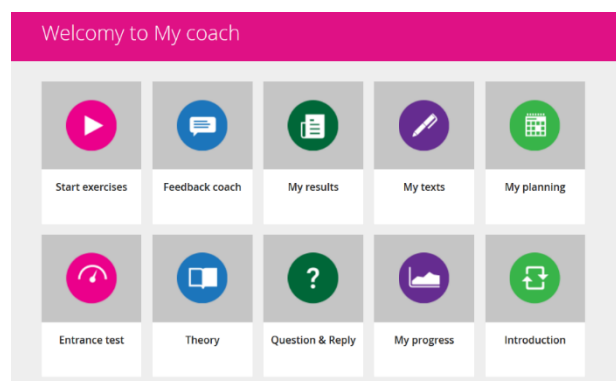 Welcomy to My coach
Start exercises
Feedback coach
My results
My texts
My planning
?
Entrance test
Theory
Question & Reply
My progress
Introduction